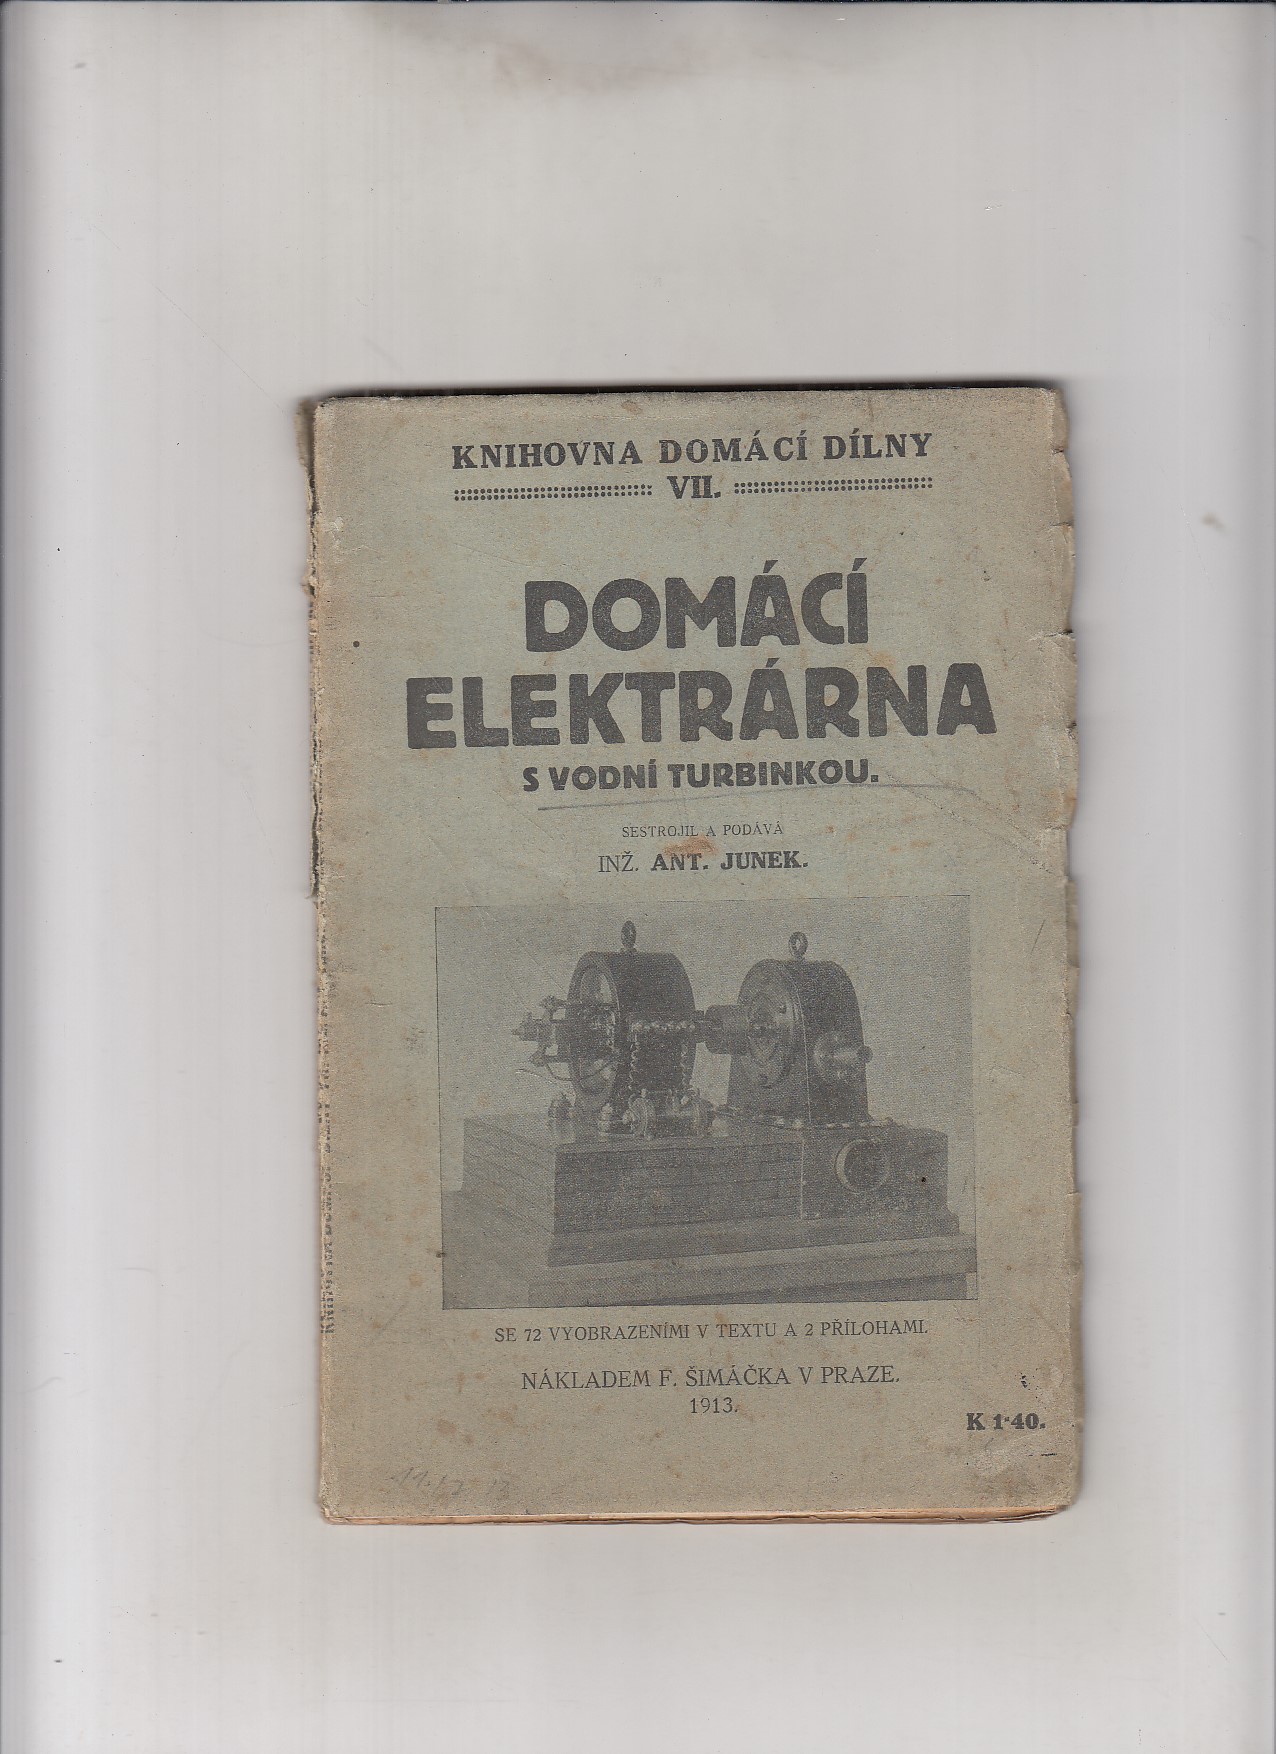 KNIHOVNA DOMÁCÍ DÍLNY
VII.
DOMÁCÍ
ELEKTRÁRNA
S VODNÍ TURBINKOU.
SESTROJIL A PODÁVÁ
INŽ. ANT. JUNEK.
SE 72 VYOBRAZENÍMI V TEXTU A 2 PŘÍLOHAMI.
NÁKLADEM F. ŠIMÁČKA V PRAZE.
1913.
K 1·40.